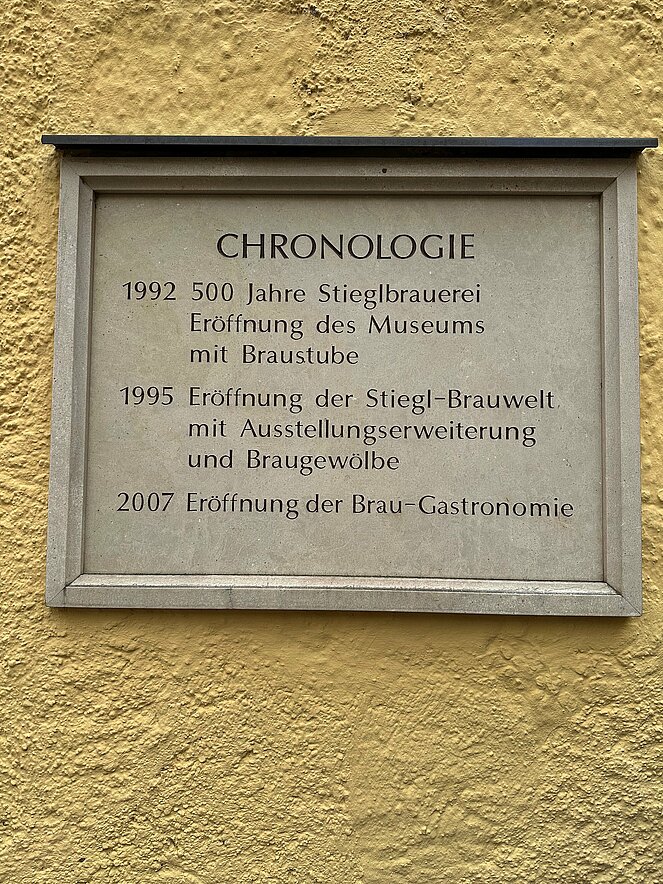 CHRONOLOGIE
1992 500 Jahre Stieglbrauerei
Eröffnung des Museums
mit Braustube
1995 Eröffnung der Stiegl-Brauwelt
mit Ausstellungserweiterung
und Braugewölbe
2007 Eröffnung der Brau-Gastronomie